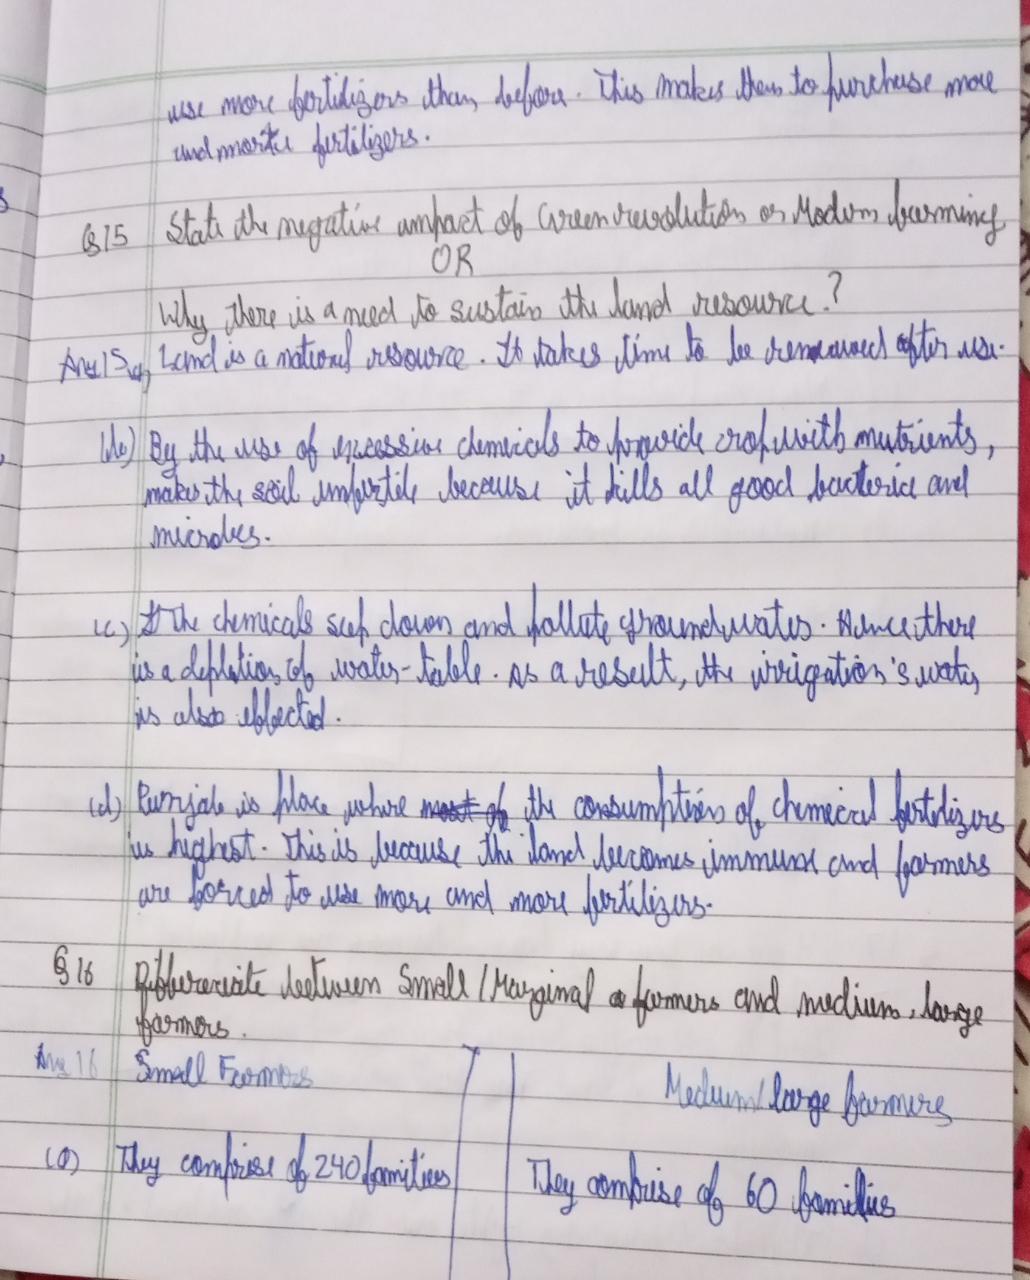 use more fertilizers than before. This makes them to purchase more
and more fertilizers.
Q15 State the negative impact of Green revolution or Modern farming
OR
Why there is a need to sustain the land resource?
Ans15 a) Land is a natural resource. It takes time to be renewed after use.
(b) By the use of excessive chemicals to provide crop with nutrients,
makes the soil infertile because it kills all good bacteria and
microbes.
(c) The chemicals seep down and pollute groundwater. Hence there
is a depletion of water-table. As a result, the irrigation's water
is also effected.
(d) Punjab is place where most of the consumption of chemical fertilizers
is highest. This is because the land becomes immune and farmers
are forced to use more and more fertilizers.
Q16 Differenciate between Small/Marginal farmers and medium, large
farmers.
Ans 16 Small Farmers
Medium/large farmers
(a) They comprise of 240 families
They comprise of 60 families